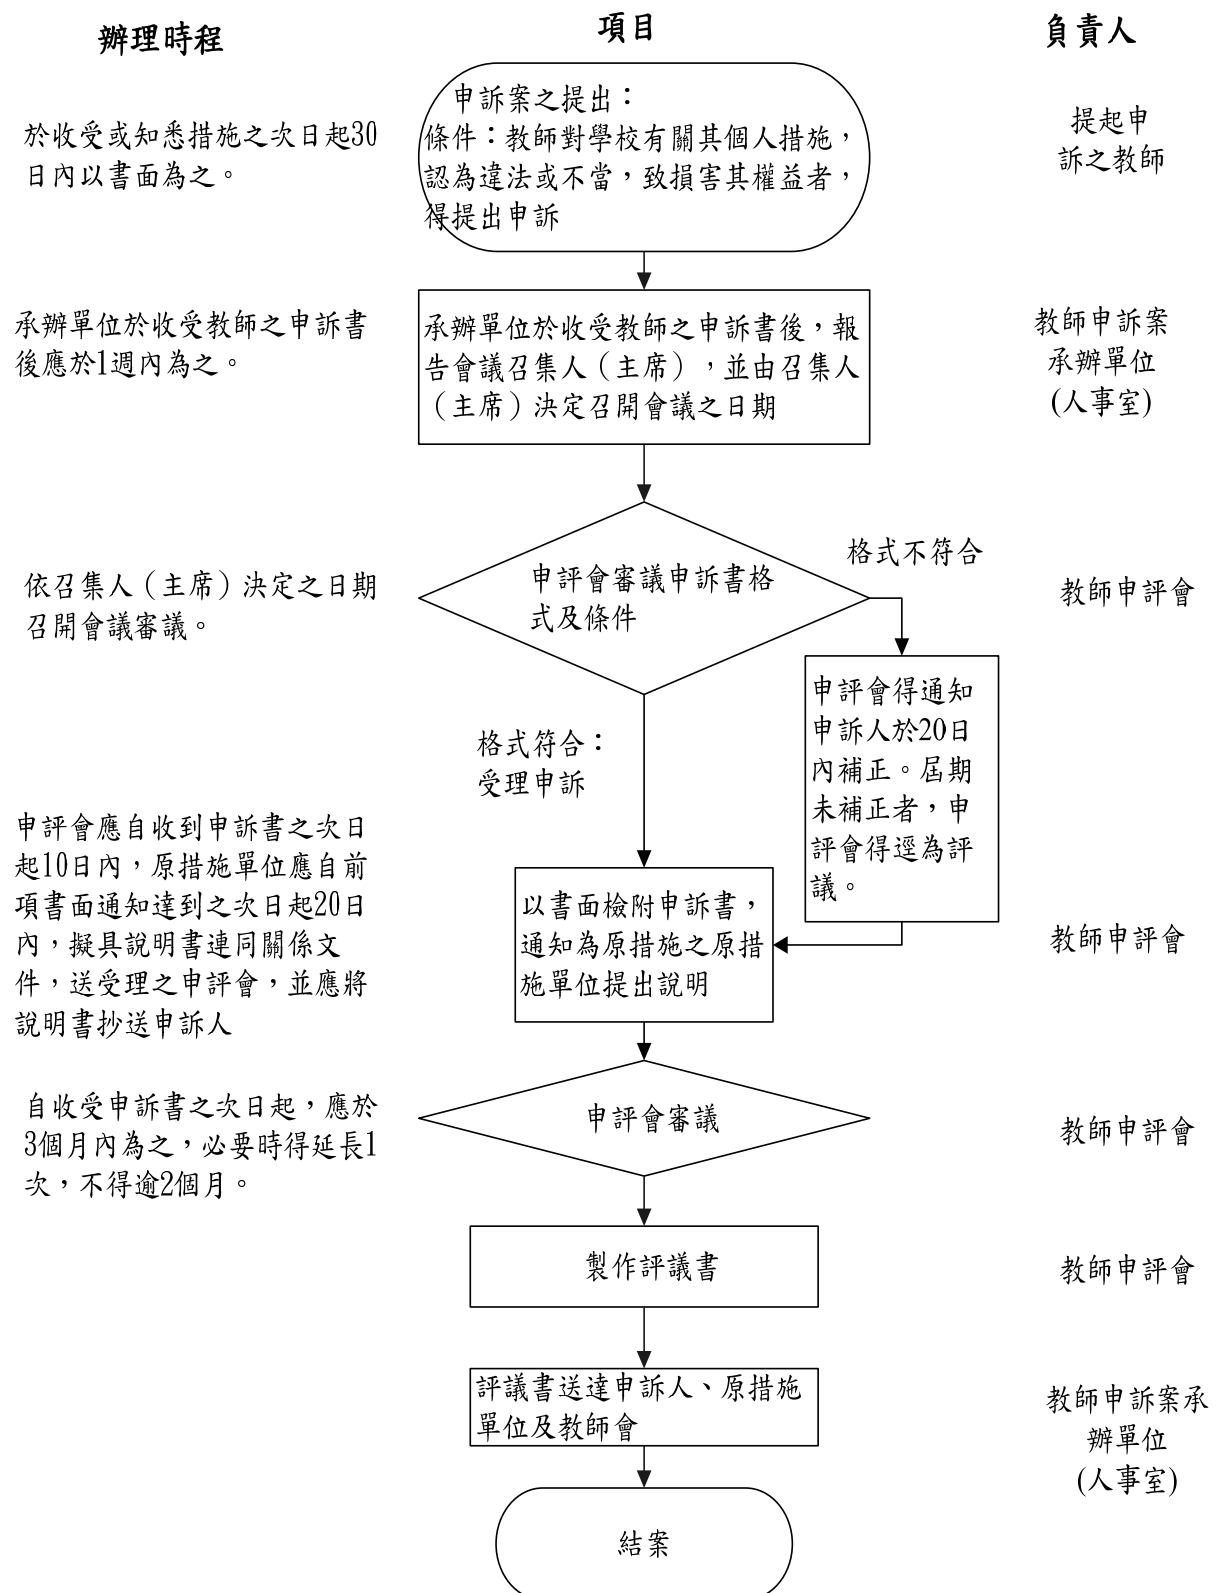 辦理時程
項目
負責人
於收受或知悉措施之次日起30
日內以書面為之。
申訴案之提出：
條件：教師對學校有關其個人措施，
認為違法或不當，致損害其權益者，
得提出申訴
提起申
訴之教師
承辦單位於收受教師之申訴書
後應於1週內為之。
承辦單位於收受教師之申訴書後，報
告會議召集人（主席），並由召集人
（主席）決定召開會議之日期
教師申訴案
承辦單位
(人事室)
依召集人（主席）決定之日期
召開會議審議。
申評會審議申訴書格
式及條件
格式不符合
教師申評會
申評會得通知
申訴人於20日
內補正。屆期
未補正者，申
評會得逕為評
議。
格式符合：
受理申訴
申評會應自收到申訴書之次日
起10日內，原措施單位應自前
項書面通知達到之次日起20日
內，擬具說明書連同關係文
件，送受理之申評會，並應將
說明書抄送申訴人
以書面檢附申訴書，
通知為原措施之原措
施單位提出說明
教師申評會
自收受申訴書之次日起，應於
3個月內為之，必要時得延長1
次，不得逾2個月。
申評會審議
教師申評會
製作評議書
教師申評會
評議書送達申訴人、原措施
單位及教師會
教師申訴案承
辦單位
(人事室)
結案